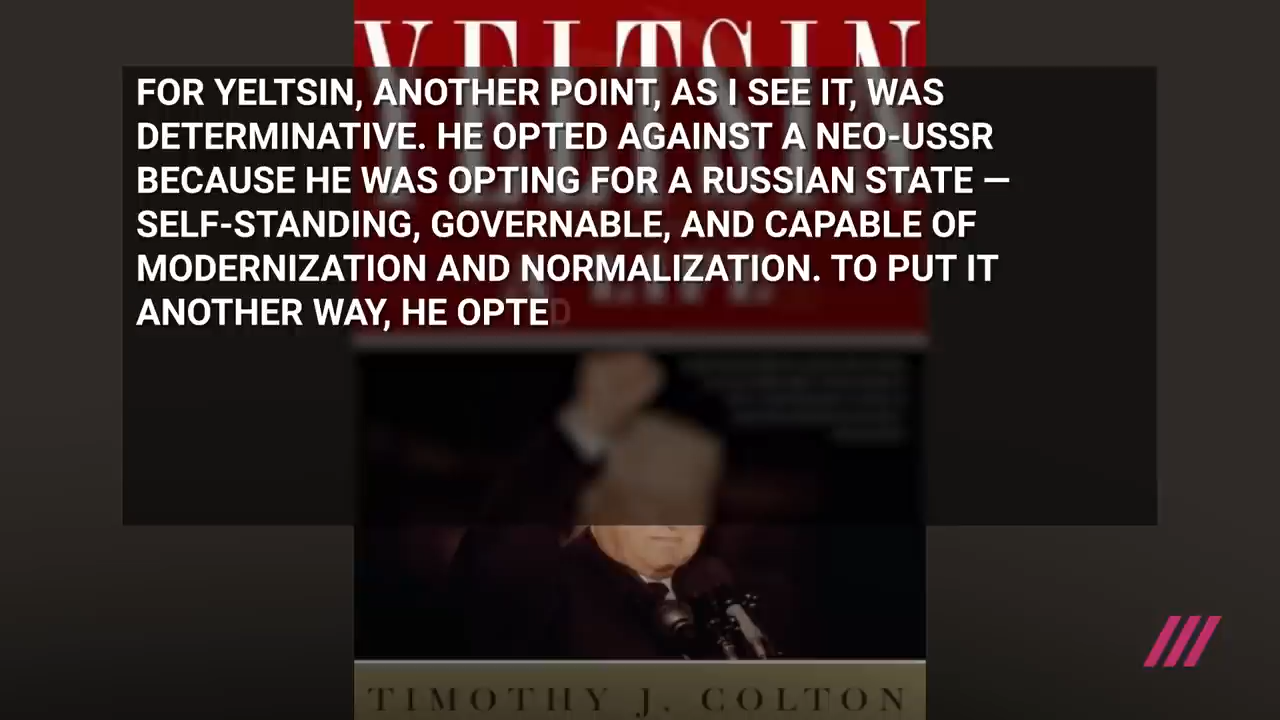 YELTSIN
FOR YELTSIN, ANOTHER POINT, AS I SEE IT, WAS
DETERMINATIVE. HE OPTED AGAINST A NEO-USSR
BECAUSE HE WAS OPTING FOR A RUSSIAN STATE —
SELF-STANDING, GOVERNABLE, AND CAPABLE OF
MODERNIZATION AND NORMALIZATION. TO PUT IT
ANOTHER WAY, HE OPTED
TIMOTHY J. COLTON